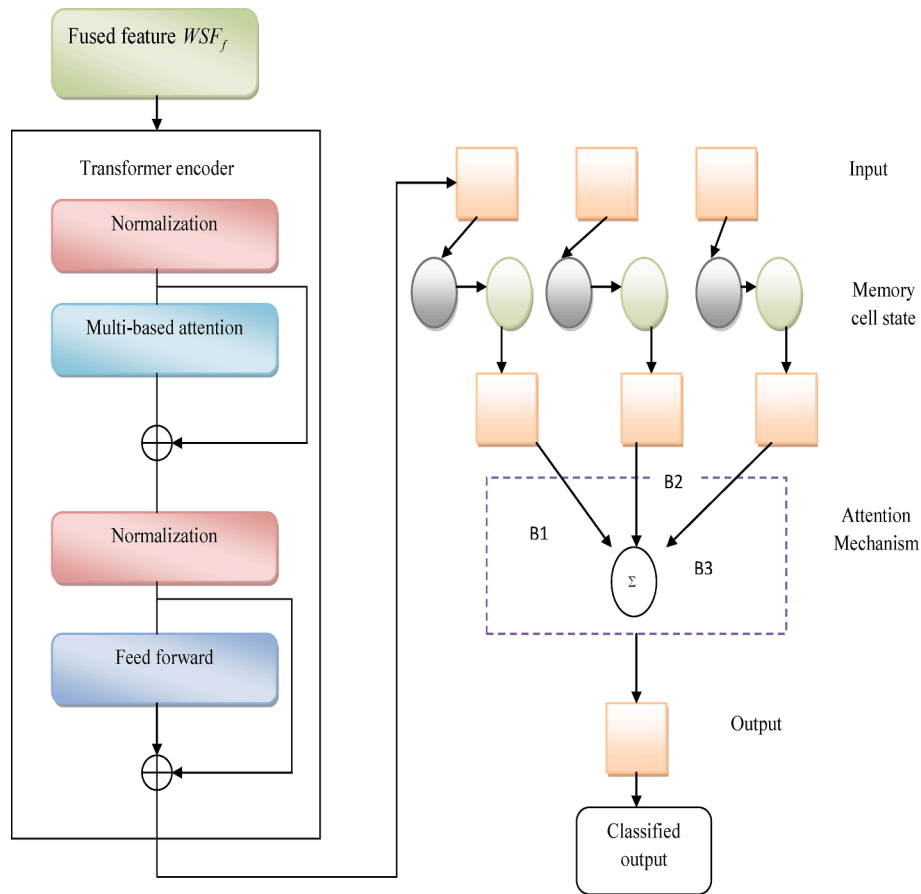 Fused feature WSF_f
Transformer encoder
Normalization
Multi-based attention
Normalization
Feed forward
Input
Memory
cell state
B2
B1
B3
Σ
Attention
Mechanism
Output
Classified
output